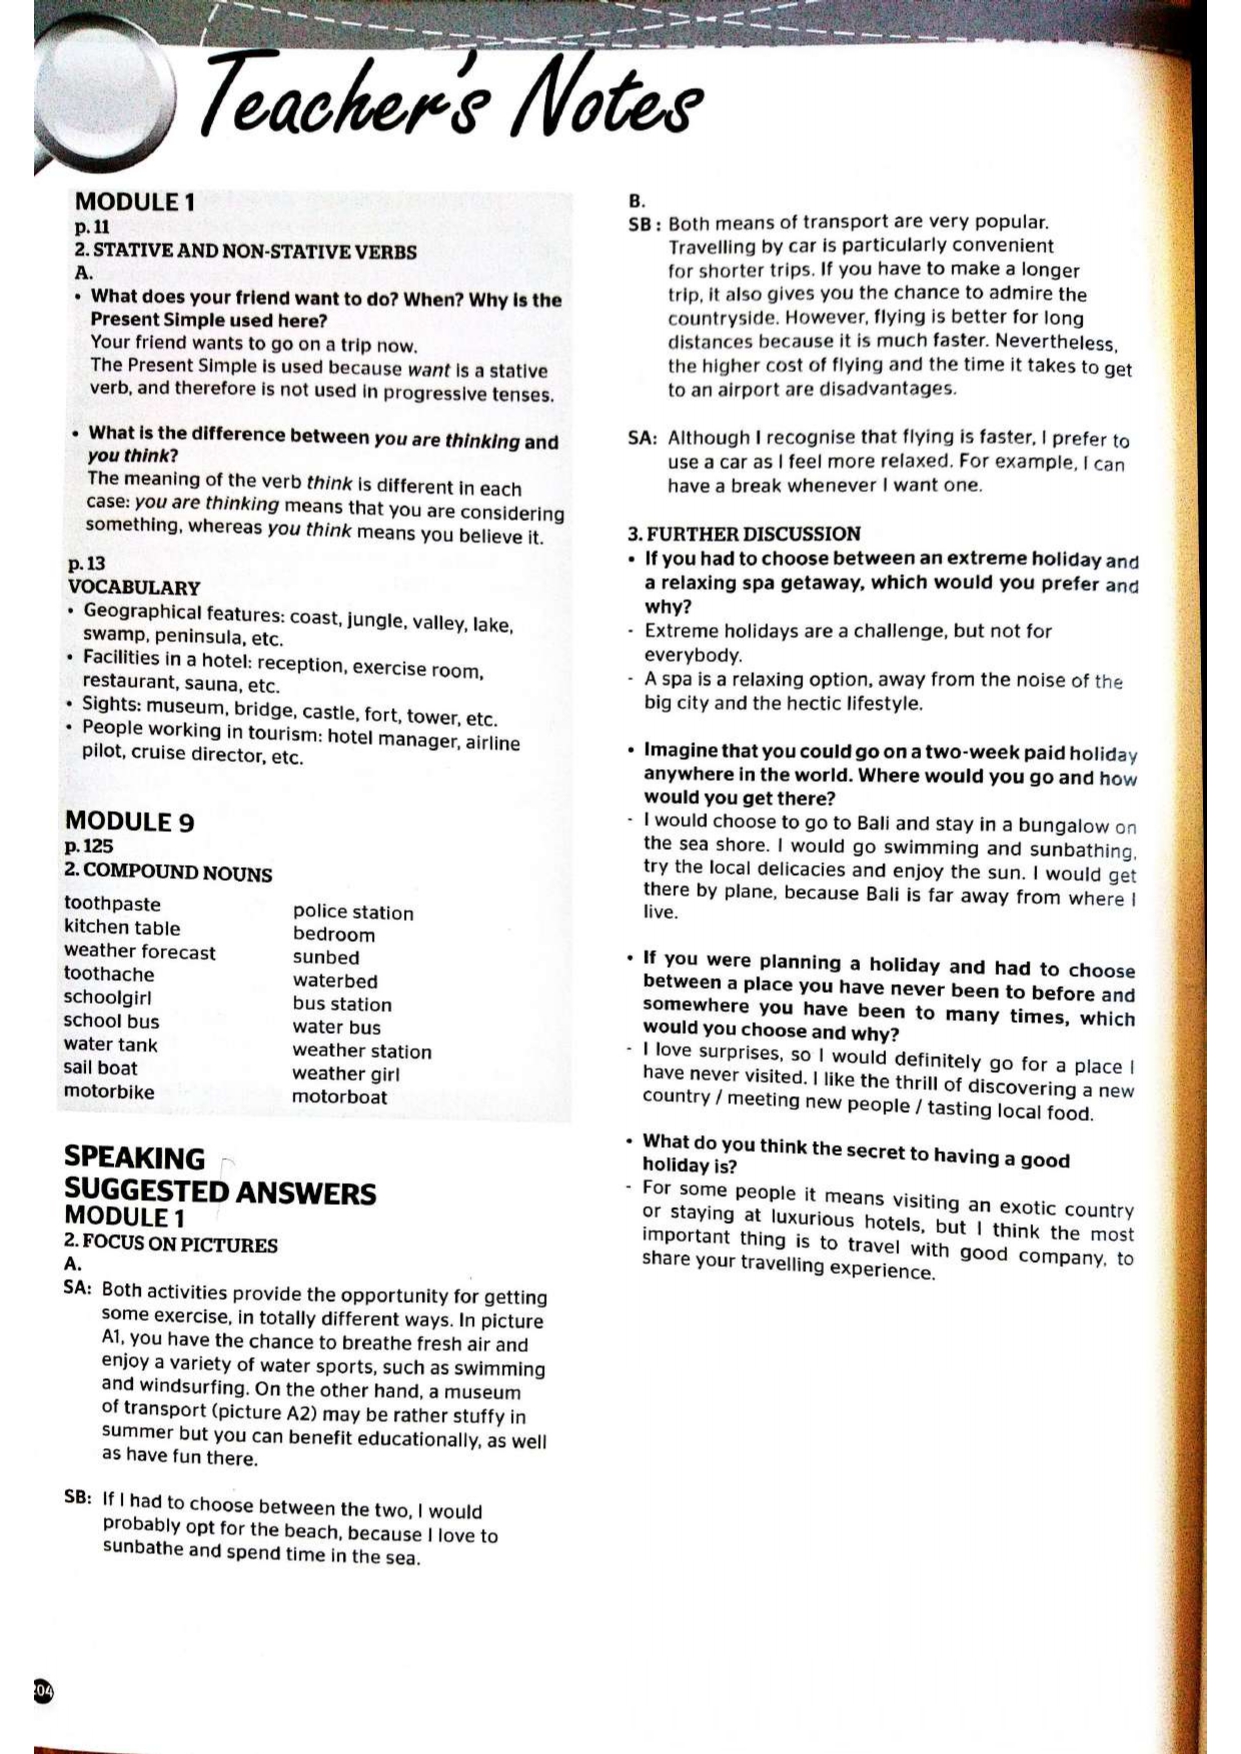 Teacher's Notes
MODULE 1
p. 11
2. STATIVE AND NON-STATIVE VERBS
A.
• What does your friend want to do? When? Why is the
Present Simple used here?
Your friend wants to go on a trip now.
The Present Simple is used because want is a stative
verb, and therefore is not used in progressive tenses.
• What is the difference between you are thinking and
you think?
The meaning of the verb think is different in each
case: you are thinking means that you are considering
something, whereas you think means you believe it.
p. 13
VOCABULARY
• Geographical features: coast, jungle, valley, lake,
swamp, peninsula, etc.
• Facilities in a hotel: reception, exercise room,
restaurant, sauna, etc.
• Sights: museum, bridge, castle, fort, tower, etc.
• People working in tourism: hotel manager, airline
pilot, cruise director, etc.
MODULE 9
p. 125
2. COMPOUND NOUNS
toothpaste
kitchen table
weather forecast
toothache
schoolgirl
school bus
water tank
sail boat
motorbike
police station
bedroom
sunbed
waterbed
bus station
water bus
weather station
weather girl
motorboat
SPEAKING
SUGGESTED ANSWERS
MODULE 1
2. FOCUS ON PICTURES
A.
SA: Both activities provide the opportunity for getting
some exercise, in totally different ways. In picture
A1, you have the chance to breathe fresh air and
enjoy a variety of water sports, such as swimming
and windsurfing. On the other hand, a museum
of transport (picture A2) may be rather stuffy in
summer but you can benefit educationally, as well
as have fun there.
SB: If I had to choose between the two, I would
probably opt for the beach, because I love to
sunbathe and spend time in the sea.
B.
SB: Both means of transport are very popular.
Travelling by car is particularly convenient
for shorter trips. If you have to make a longer
trip, it also gives you the chance to admire the
countryside. However, flying is better for long
distances because it is much faster. Nevertheless,
the higher cost of flying and the time it takes to get
to an airport are disadvantages.
SA: Although I recognise that flying is faster, I prefer to
use a car as I feel more relaxed. For example, I can
have a break whenever I want one.
3. FURTHER DISCUSSION
• If you had to choose between an extreme holiday and
a relaxing spa getaway, which would you prefer and
why?
- Extreme holidays are a challenge, but not for
everybody.
- A spa is a relaxing option, away from the noise of the
big city and the hectic lifestyle.
• Imagine that you could go on a two-week paid holiday
anywhere in the world. Where would you go and how
would you get there?
- I would choose to go to Bali and stay in a bungalow on
the sea shore. I would go swimming and sunbathing,
try the local delicacies and enjoy the sun. I would get
there by plane, because Bali is far away from where I
live.
• If you were planning a holiday and had to choose
between a place you have never been to before and
somewhere you have been to many times, which
would you choose and why?
- I love surprises, so I would definitely go for a place I
have never visited. I like the thrill of discovering a new
country / meeting new people / tasting local food.
• What do you think the secret to having a good
holiday is?
- For some people it means visiting an exotic country
or staying at luxurious hotels, but I think the most
important thing is to travel with good company, to
share your travelling experience.